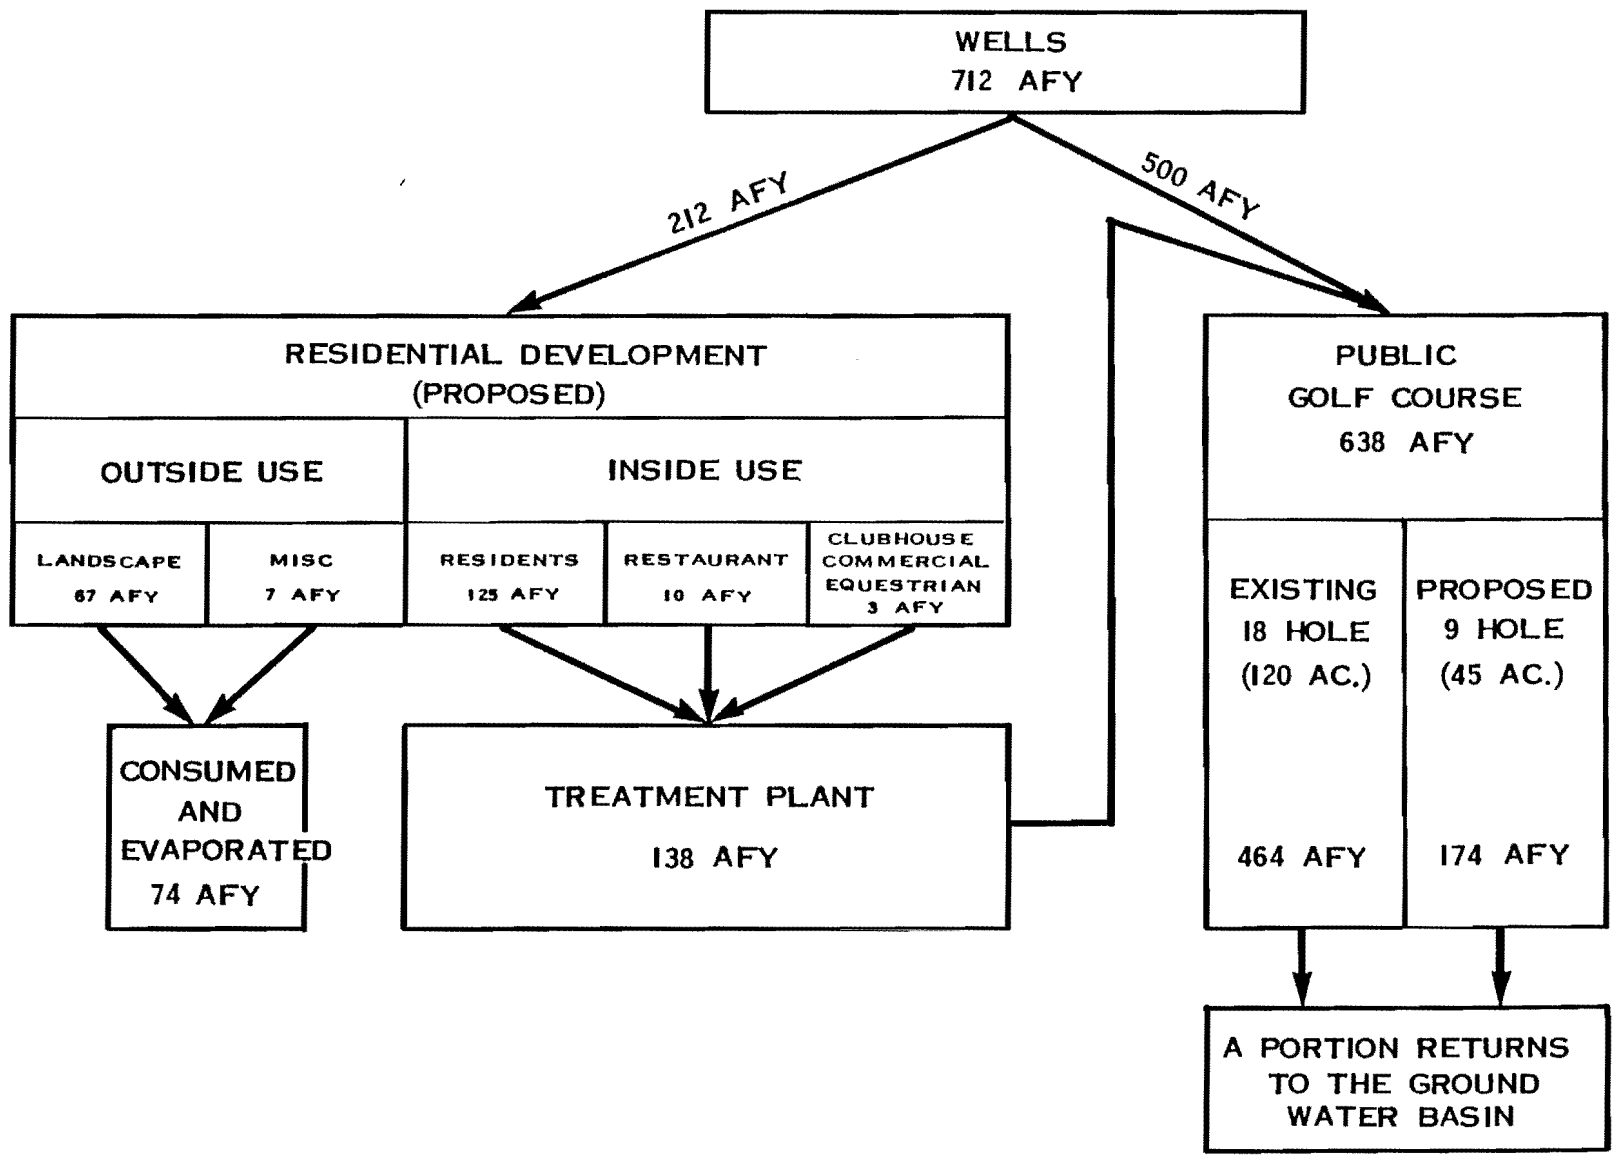 WELLS
712 AFY
212 AFY
500 AFY
RESIDENTIAL DEVELOPMENT
(PROPOSED)
OUTSIDE USE
INSIDE USE
LANDSCAPE
67 AFY
MISC
7 AFY
RESIDENTS
125 AFY
RESTAURANT
10 AFY
CLUBHOUSE
COMMERCIAL
EQUESTRIAN
3 AFY
PUBLIC
GOLF COURSE
638 AFY
EXISTING
18 HOLE
(120 AC.)
464 AFY
PROPOSED
9 HOLE
(45 AC.)
174 AFY
CONSUMED
AND
EVAPORATED
74 AFY
TREATMENT PLANT
138 AFY
A PORTION RETURNS
TO THE GROUND
WATER BASIN